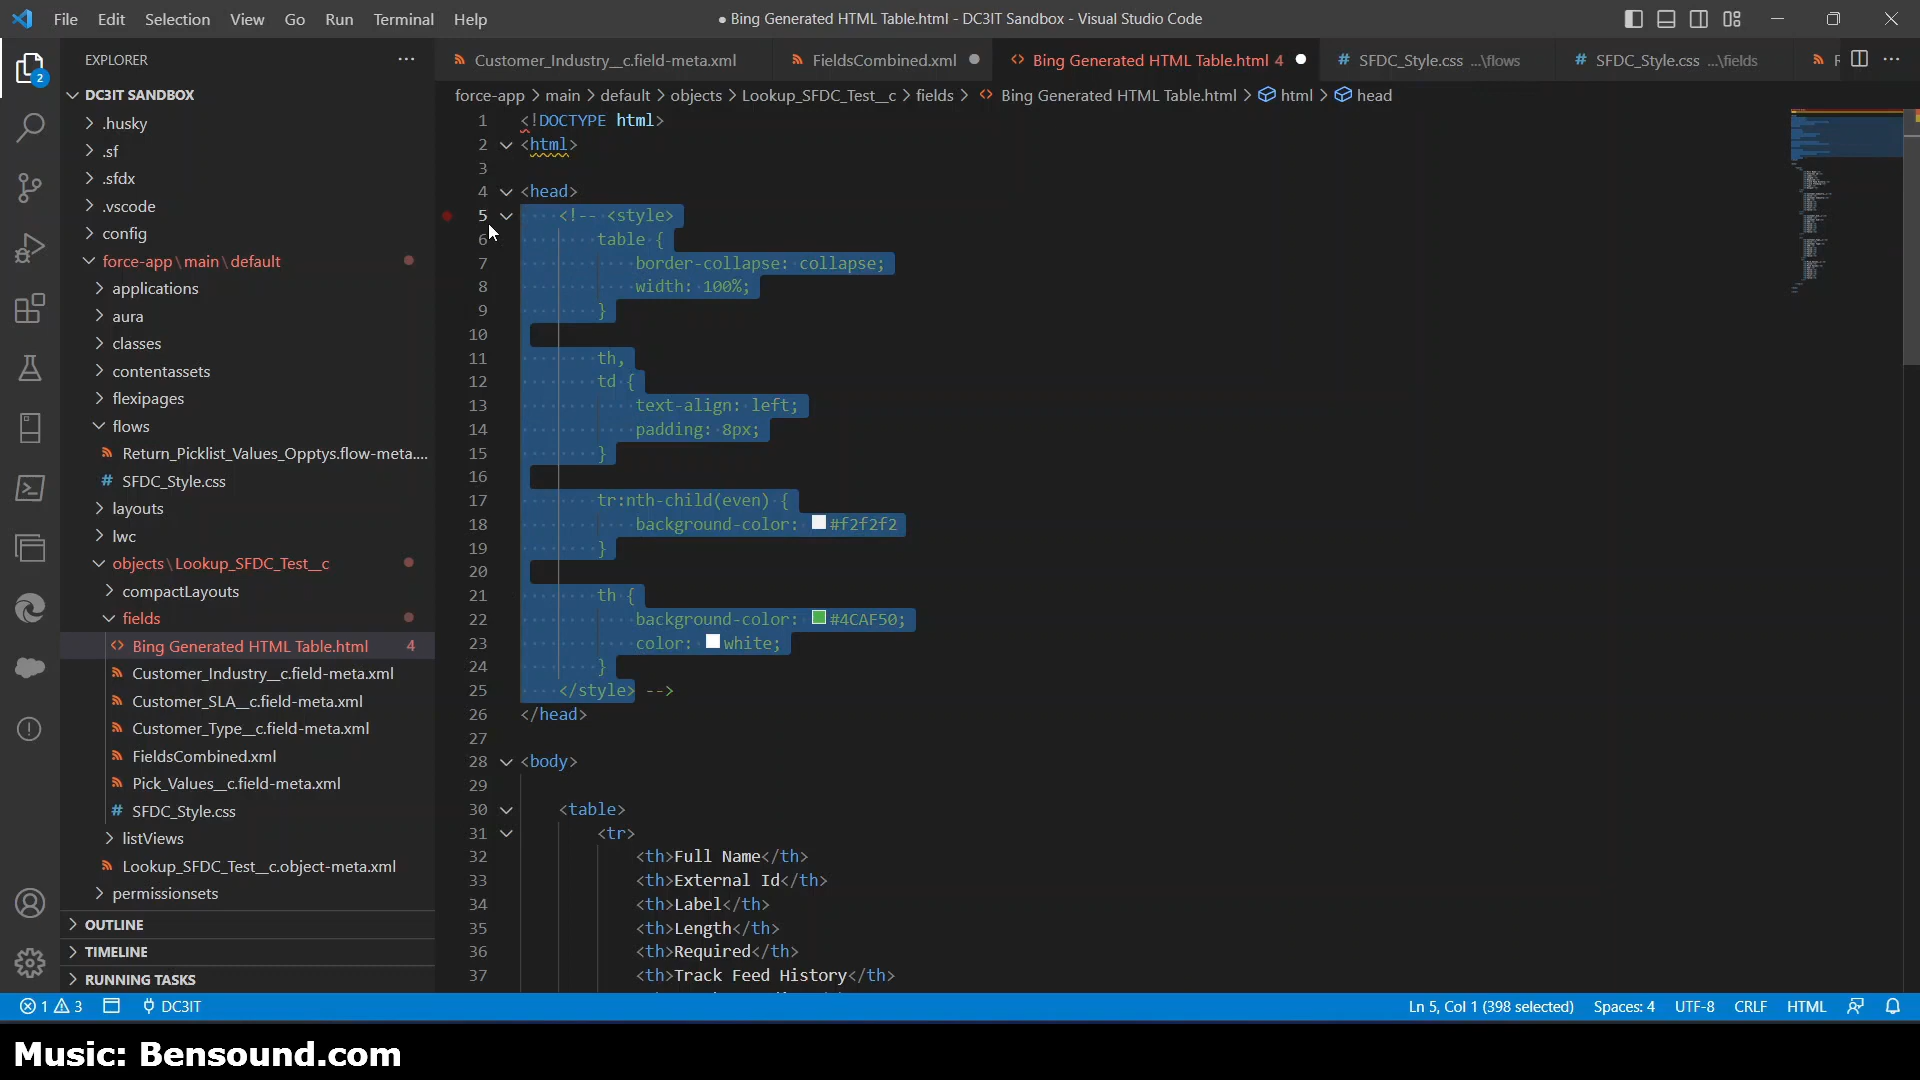 File Edit Selection View Go Run Terminal Help
● Bing Generated HTML Table.html - DC3IT Sandbox - Visual Studio Code
2
EXPLORER
DC3IT SANDBOX
.husky
.sf
.sfdx
.vscode
config
force-app\main\default
applications
aura
classes
contentassets
flexipages
flows
Return_Picklist_Values_Opptys.flow-meta....
SFDC_Style.css
layouts
lwc
objects\Lookup_SFDC_Test__c
compactLayouts
fields
Bing Generated HTML Table.html 4
Customer_Industry__c.field-meta.xml
Customer_SLA__c.field-meta.xml
Customer_Type__c.field-meta.xml
FieldsCombined.xml
Pick_Values__c.field-meta.xml
SFDC_Style.css
listViews
Lookup_SFDC_Test__c.object-meta.xml
permissionsets
OUTLINE
TIMELINE
RUNNING TASKS
Customer_Industry__c.field-meta.xml FieldsCombined.xml Bing Generated HTML Table.html 4 SFDC_Style.css ...\flows SFDC_Style.css ...\fields
force-app > main > default > objects > Lookup_SFDC_Test__c > fields > Bing Generated HTML Table.html > html > head
1 <!DOCTYPE html>
2 <html>
3
4 <head>
5 <!-- <style>
6 table {
7 border-collapse: collapse;
8 width: 100%;
9 }
10
11 th,
12 td {
13 text-align: left;
14 padding: 8px;
15 }
16
17 tr:nth-child(even) {
18 background-color: #f2f2f2
19 }
20
21 th {
22 background-color: #4CAF50;
23 color: white;
24 }
25 </style> -->
26 </head>
27
28 <body>
29
30 <table>
31 <tr>
32 <th>Full Name</th>
33 <th>External Id</th>
34 <th>Label</th>
35 <th>Length</th>
36 <th>Required</th>
37 <th>Track Feed History</th>
1 3 DC3IT Ln 5, Col 1 (398 selected) Spaces: 4 UTF-8 CRLF HTML
Music: Bensound.com